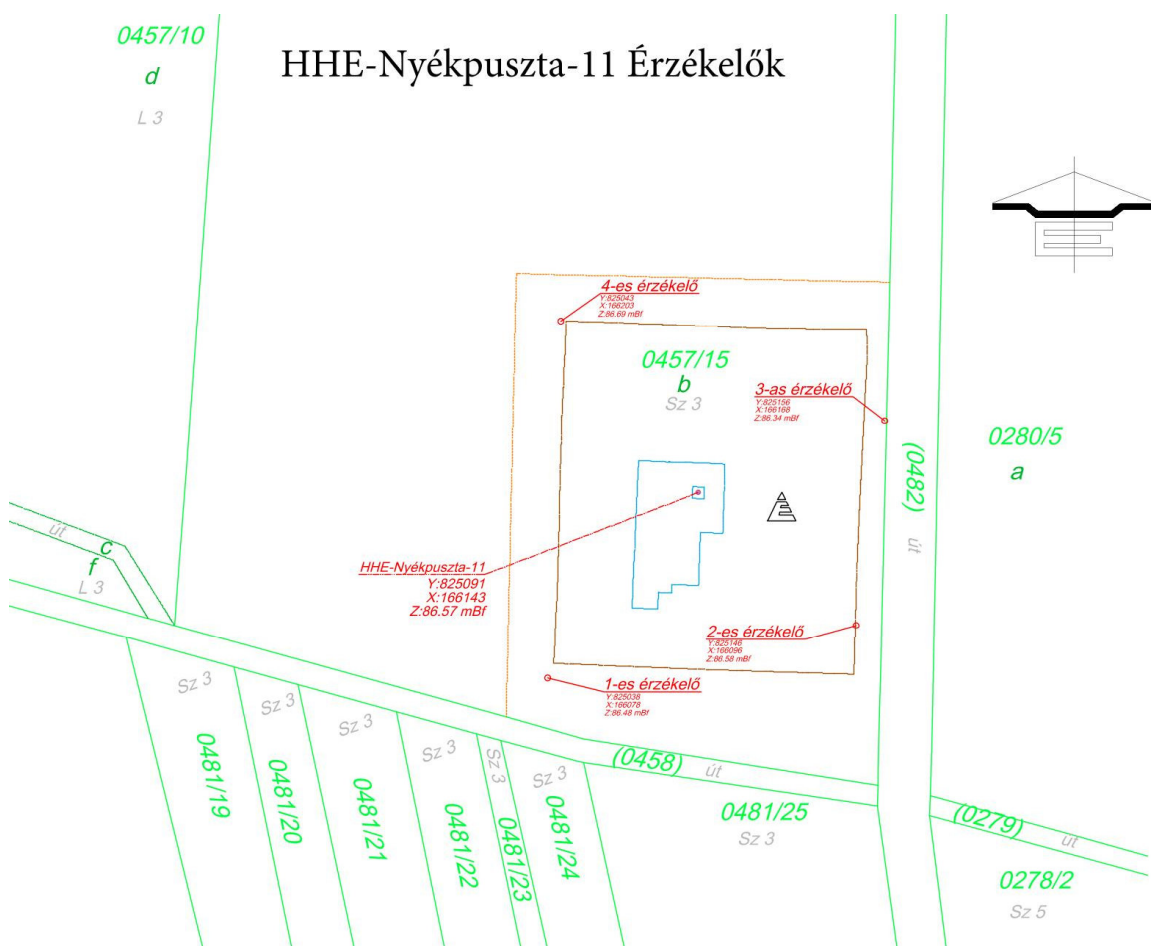 0457/10
d
L 3
HHE-Nyékpuszta-11 Érzékelők
4-es érzékelő
Y:825043
X:166203
Z:86.69 mBf
0457/15
b
Sz 3
3-as érzékelő
Y:825156
X:166168
Z:86.34 mBf
0280/5
a
(0482)
út
út
c
f
L 3
HHE-Nyékpuszta-11
Y:825091
X:166143
Z:86.57 mBf
2-es érzékelő
Y:825146
X:166096
Z:86.58 mBf
1-es érzékelő
Y:825038
X:166078
Z:86.48 mBf
Sz 3
Sz 3
Sz 3
Sz 3
Sz 3
Sz 3
0481/19
0481/20
0481/21
0481/22
0481/23
0481/24
(0458)
út
0481/25
Sz 3
(0279)
út
0278/2
Sz 5